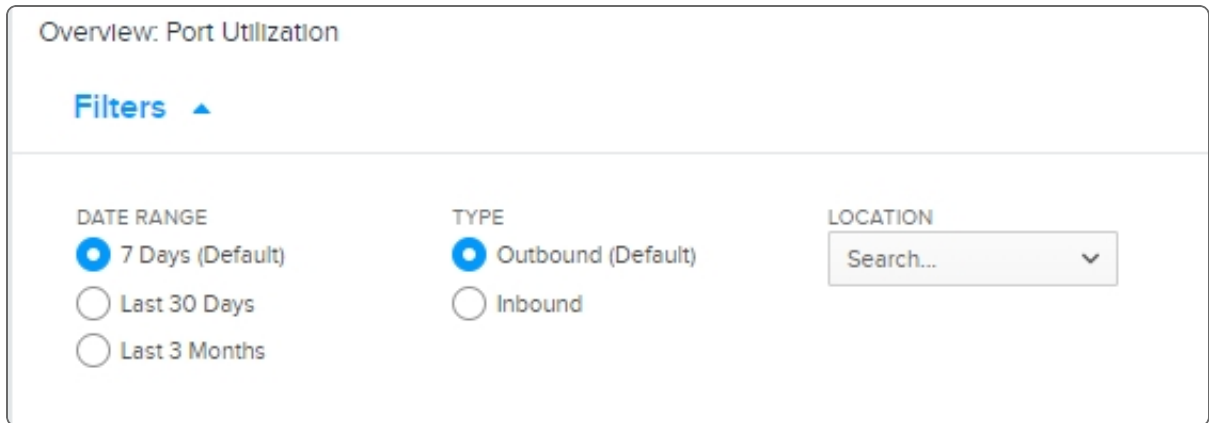 Overview: Port Utilization
Filters
DATE RANGE
7 Days (Default)
Last 30 Days
Last 3 Months
TYPE
Outbound (Default)
Inbound
LOCATION
Search...